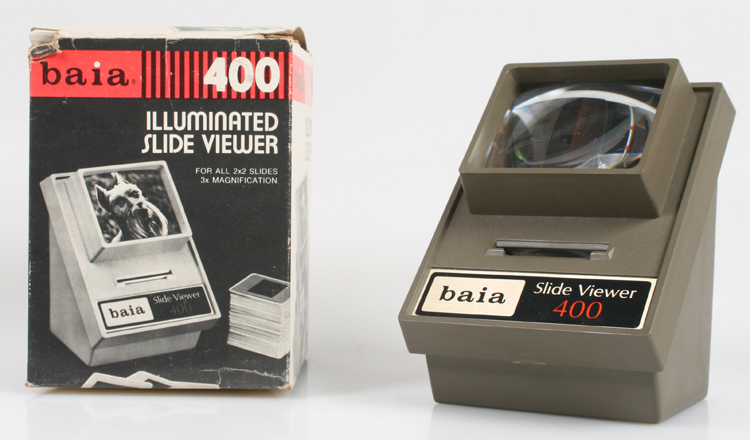 baia® 400
ILLUMINATED
SLIDE VIEWER
FOR ALL 2x2 SLIDES
3x MAGNIFICATION
baia Slide Viewer
400
baia Slide Viewer
400